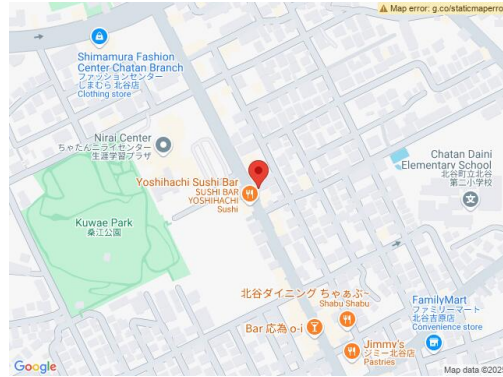 Map error: g.co/staticmaperro
Shimamura Fashion
Center Chatan Branch
ファッションセンター
しまむら 北谷店
Clothing store
Nirai Center
ちゃたんニライセンター
生涯学習プラザ
Chatan Daini
Elementary School
北谷町立北谷
第二小学校
Yoshihachi Sushi Bar
SUSHI BAR
YOSHIHACHI
Sushi
Kuwae Park
桑江公園
北谷ダイニング ちゃぁぶ~
Shabu Shabu
FamilyMart
ファミリーマート
北谷吉原店
Convenience store
Bar 応為 o-i
Jimmy's
ジミー北谷店
Pastries
Google
Map data ©202